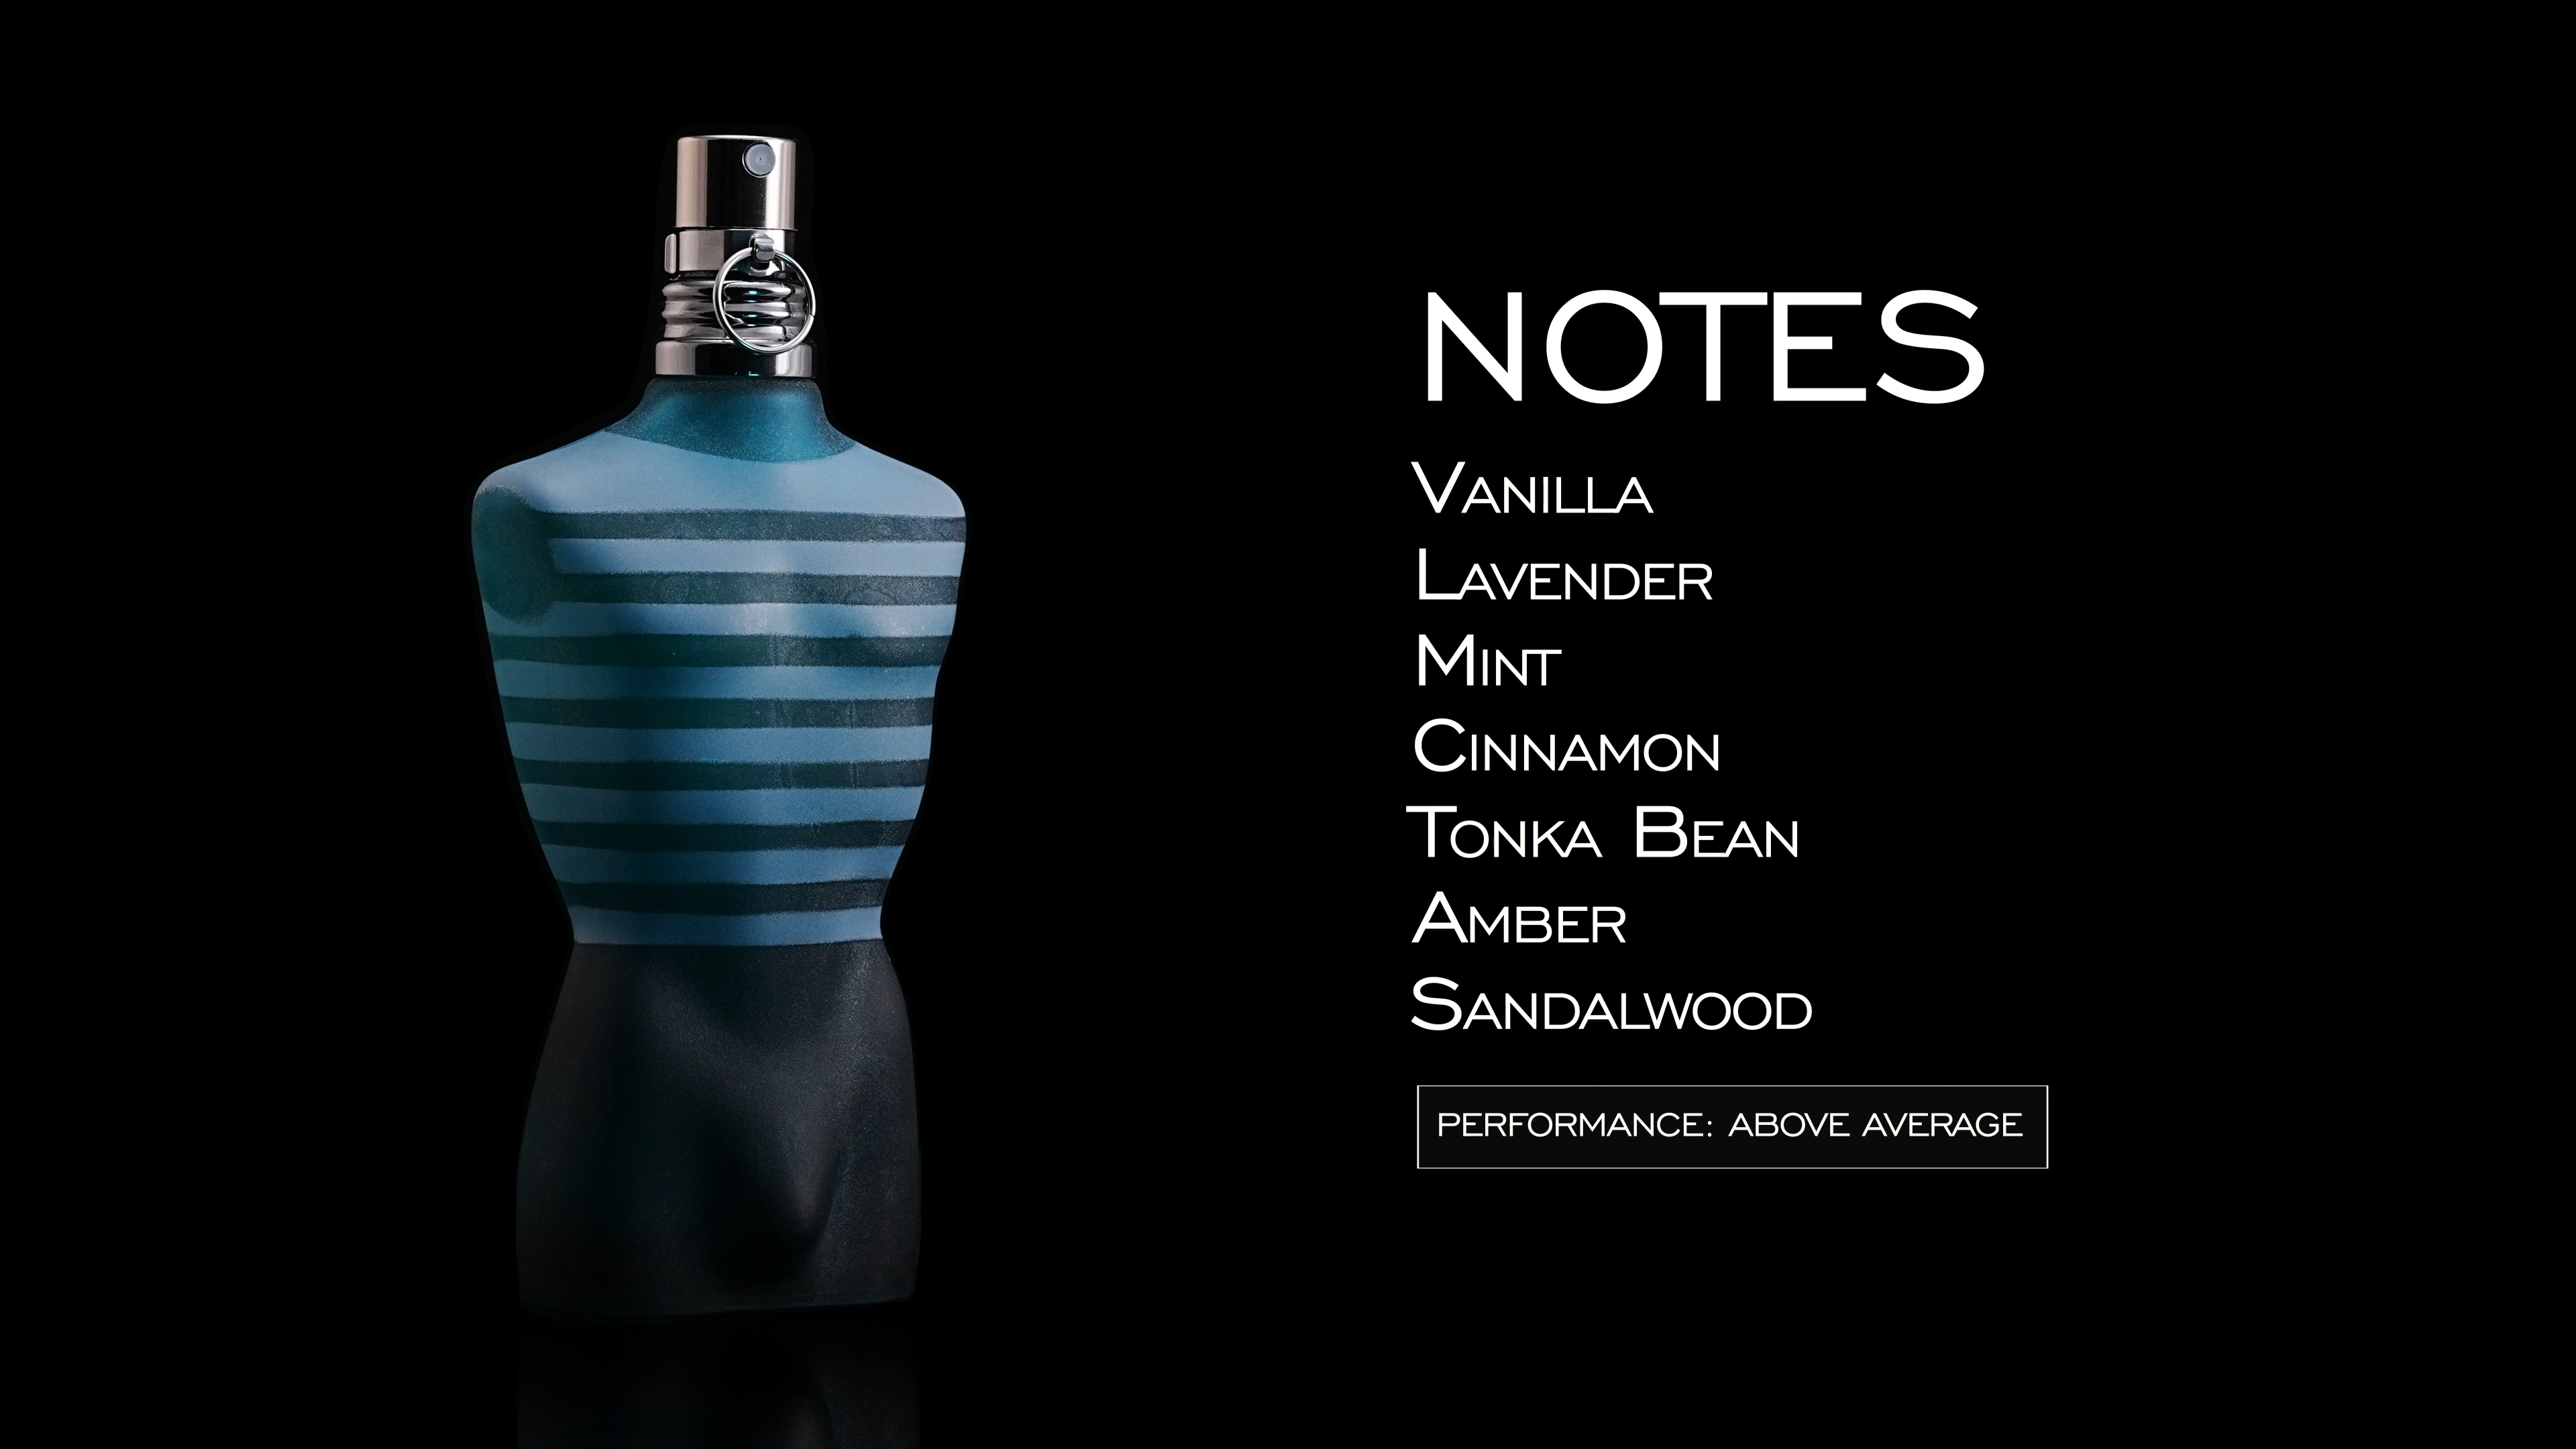 NOTES
Vanilla
Lavender
Mint
Cinnamon
Tonka Bean
Amber
Sandalwood
PERFORMANCE: ABOVE AVERAGE